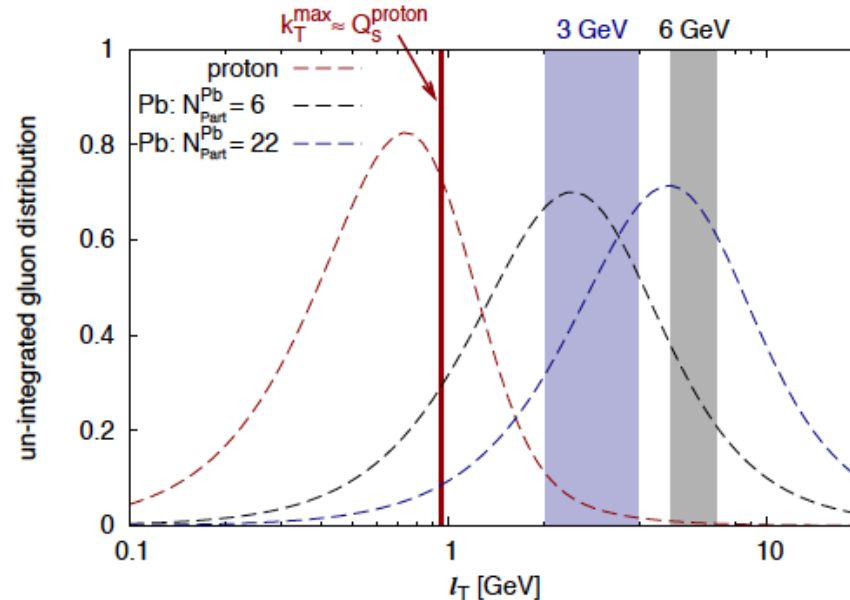 k_T^max ≈ Q_s^proton
3 GeV 6 GeV
proton
Pb: N_Part^Pb = 6
Pb: N_Part^Pb = 22
un-integrated gluon distribution
1
0.8
0.6
0.4
0.2
0
0.1 1 10
l_T [GeV]